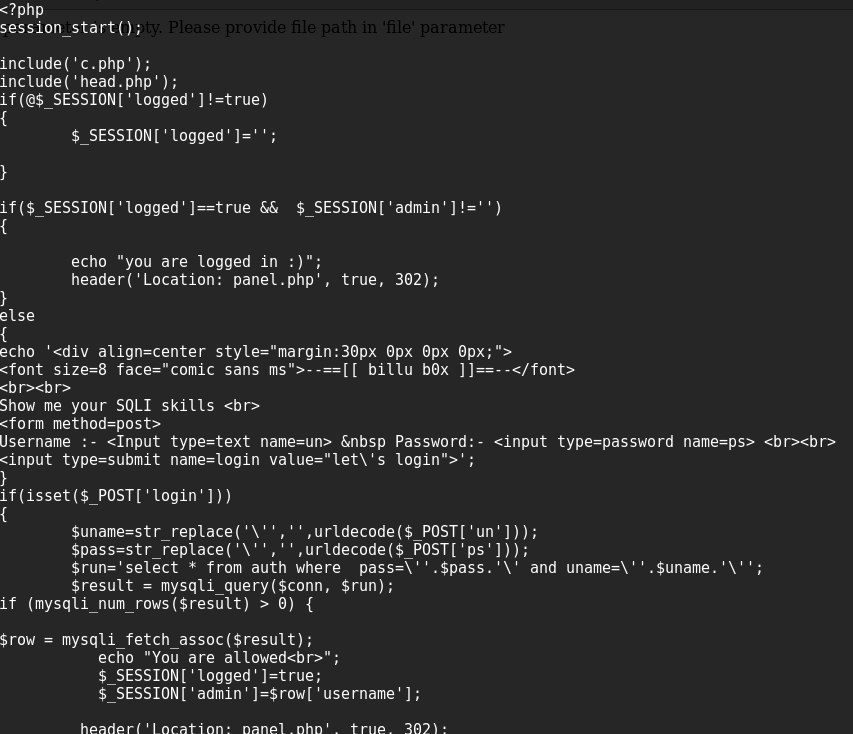 <?php
session_start();
pty. Please provide file path in 'file' parameter
include('c.php');
include('head.php');
if(@$_SESSION['logged']!=true)
{
        $_SESSION['logged']='';

}

if($_SESSION['logged']==true &&  $_SESSION['admin']!='')
{

        echo "you are logged in :)";
        header('Location: panel.php', true, 302);
}
else
{
echo '<div align=center style="margin:30px 0px 0px 0px;">
<font size=8 face="comic sans ms">--==[[ billu b0x ]]==--</font>
<br><br>
Show me your SQLI skills <br>
<form method=post>
Username :- <Input type=text name=un> &nbsp Password:- <input type=password name=ps> <br><br>
<input type=submit name=login value="let\'s login">';
}
if(isset($_POST['login']))
{
        $uname=str_replace('\'','',urldecode($_POST['un']));
        $pass=str_replace('\'','',urldecode($_POST['ps']));
        $run='select * from auth where  pass=\''.$pass.'\' and uname=\''.$uname.'\'';
        $result = mysqli_query($conn, $run);
if (mysqli_num_rows($result) > 0) {

$row = mysqli_fetch_assoc($result);
           echo "You are allowed<br>";
           $_SESSION['logged']=true;
           $_SESSION['admin']=$row['username'];

         header('Location: panel.php', true, 302);